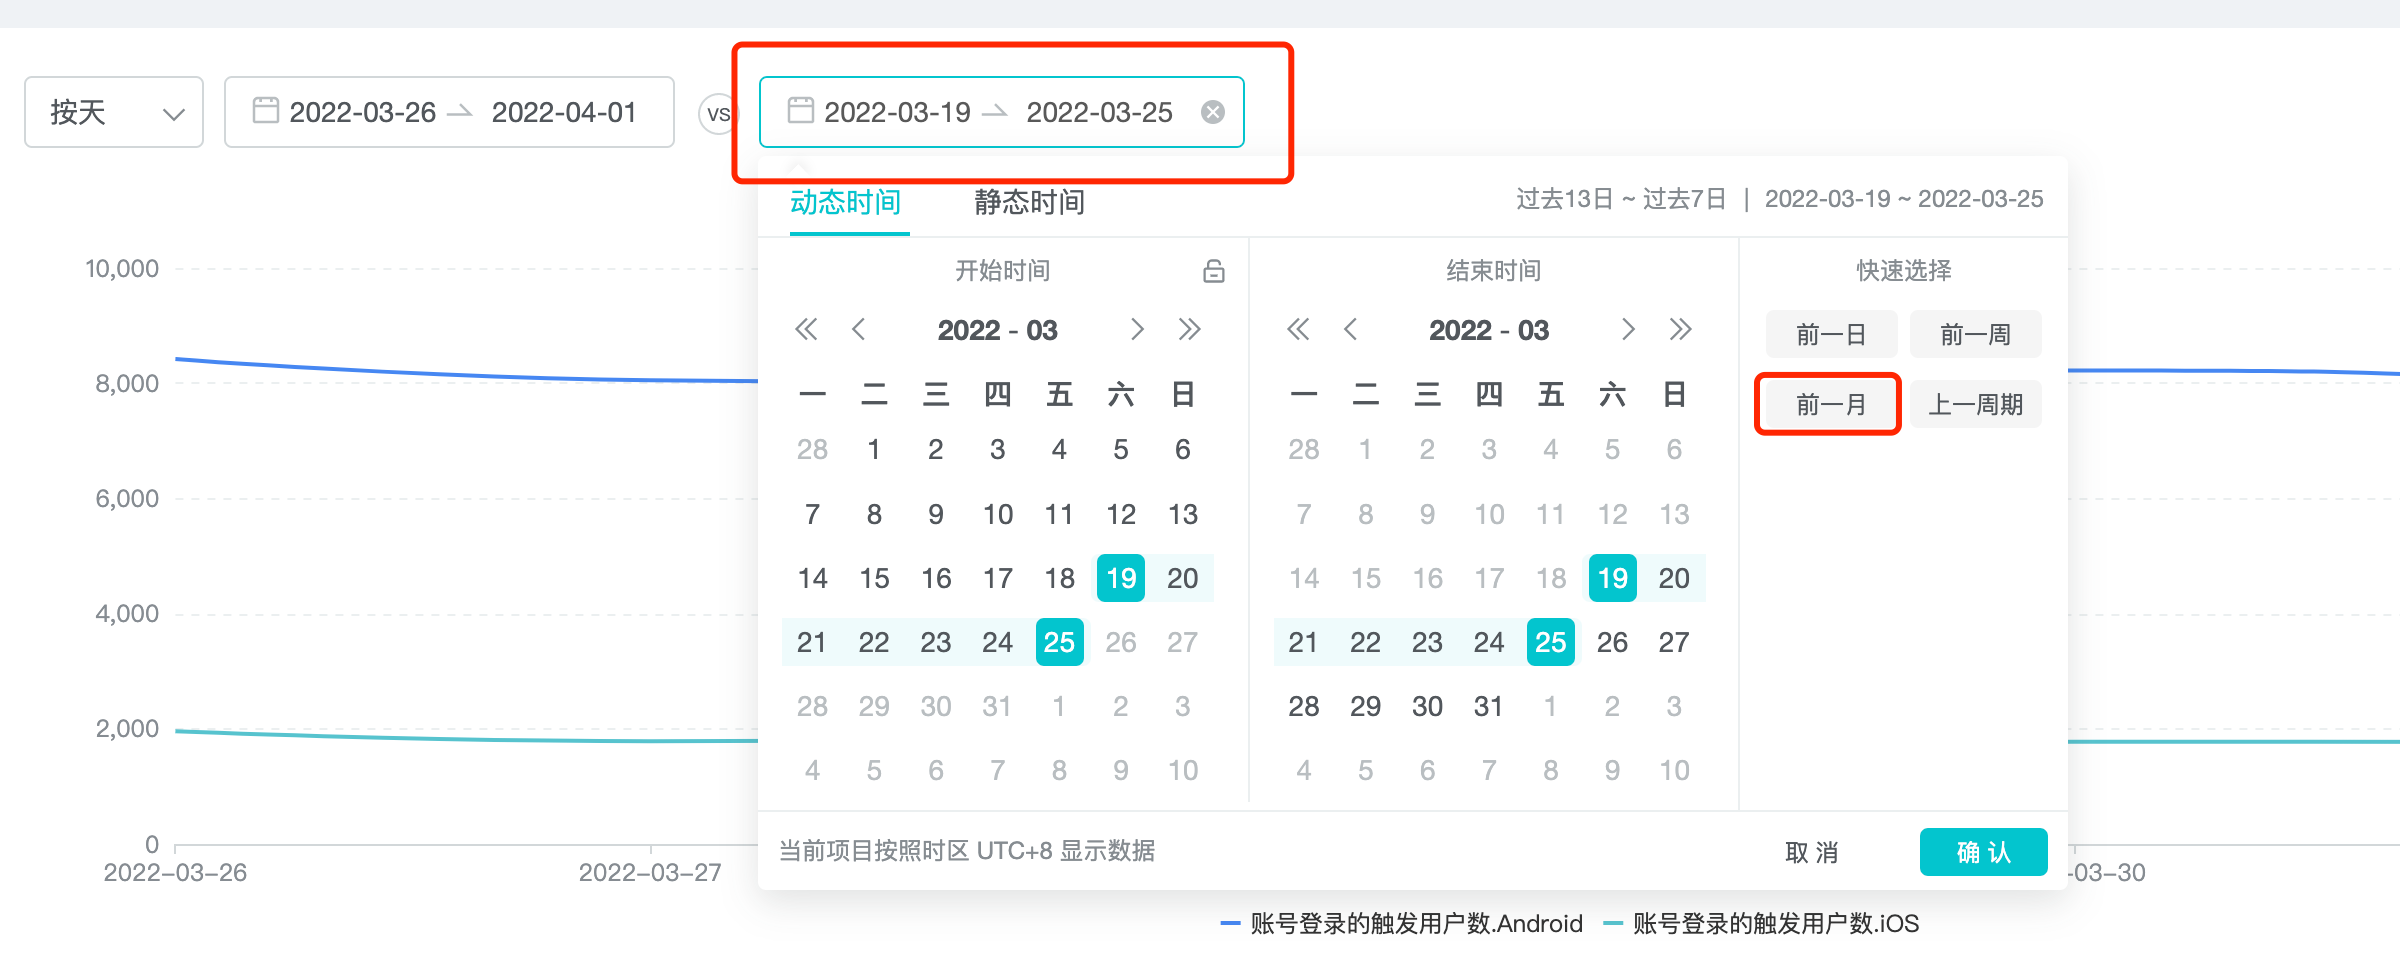 按天 2022-03-26 2022-04-01 VS 2022-03-19 2022-03-25
动态时间 静态时间 过去13日 ~ 过去7日 | 2022-03-19 ~ 2022-03-25
开始时间 结束时间 快速选择
2022 - 03 2022 - 03 前一日 前一周
一 二 三 四 五 六 日 一 二 三 四 五 六 日 前一月 上一周期
28 1 2 3 4 5 6 28 1 2 3 4 5 6
7 8 9 10 11 12 13 7 8 9 10 11 12 13
14 15 16 17 18 19 20 14 15 16 17 18 19 20
21 22 23 24 25 26 27 21 22 23 24 25 26 27
28 29 30 31 1 2 3 28 29 30 31 1 2 3
4 5 6 7 8 9 10 4 5 6 7 8 9 10
当前项目按照时区 UTC+8 显示数据 取消 确认
10,000
8,000
6,000
4,000
2,000
0
2022-03-26 2022-03-27 -03-30
账号登录的触发用户数.Android 账号登录的触发用户数.iOS